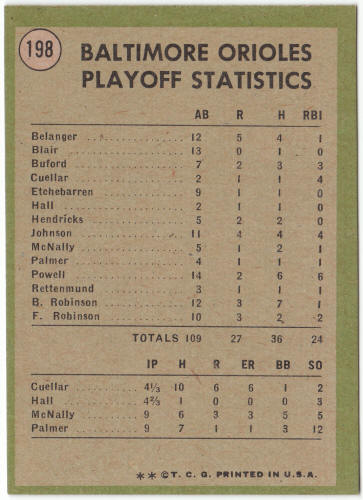 198
BALTIMORE ORIOLES
PLAYOFF STATISTICS
AB R H RBI
Belanger 12 5 4 1
Blair 13 0 1 0
Buford 7 2 3 3
Cuellar 2 1 1 4
Etchebarren 9 1 1 0
Hall 2 1 1 0
Hendricks 5 2 2 0
Johnson 11 4 4 4
McNally 5 1 2 1
Palmer 4 1 1 1
Powell 14 2 6 6
Rettenmund 3 1 1 1
B. Robinson 12 3 7 1
F. Robinson 10 3 2 2
TOTALS 109 27 36 24
IP H R ER BB SO
Cuellar 4⅓ 10 6 6 1 2
Hall 4⅔ 1 0 0 0 3
McNally 9 6 3 3 5 5
Palmer 9 7 1 1 3 12
**©T. C. G. PRINTED IN U.S.A.